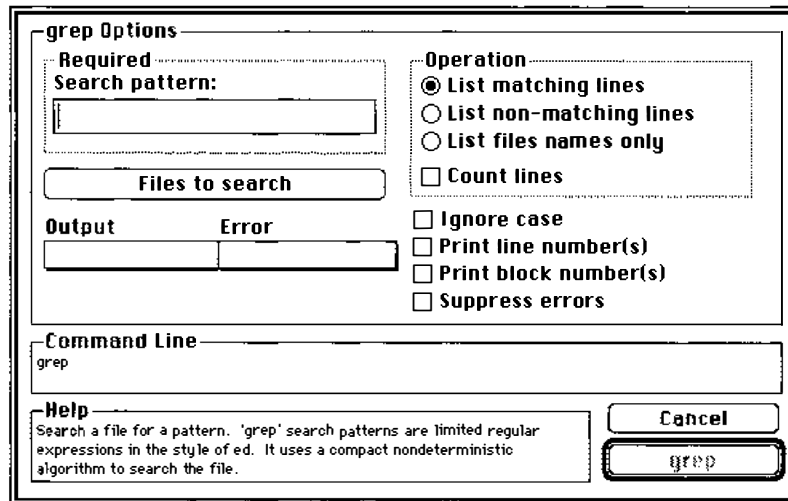 grep Options
Required
Search pattern:
Files to search
Output Error
Operation
List matching lines
List non-matching lines
List files names only
Count lines
Ignore case
Print line number(s)
Print block number(s)
Suppress errors
Command Line
grep
Help
Search a file for a pattern. 'grep' search patterns are limited regular
expressions in the style of ed. It uses a compact nondeterministic
algorithm to search the file.
Cancel
grep